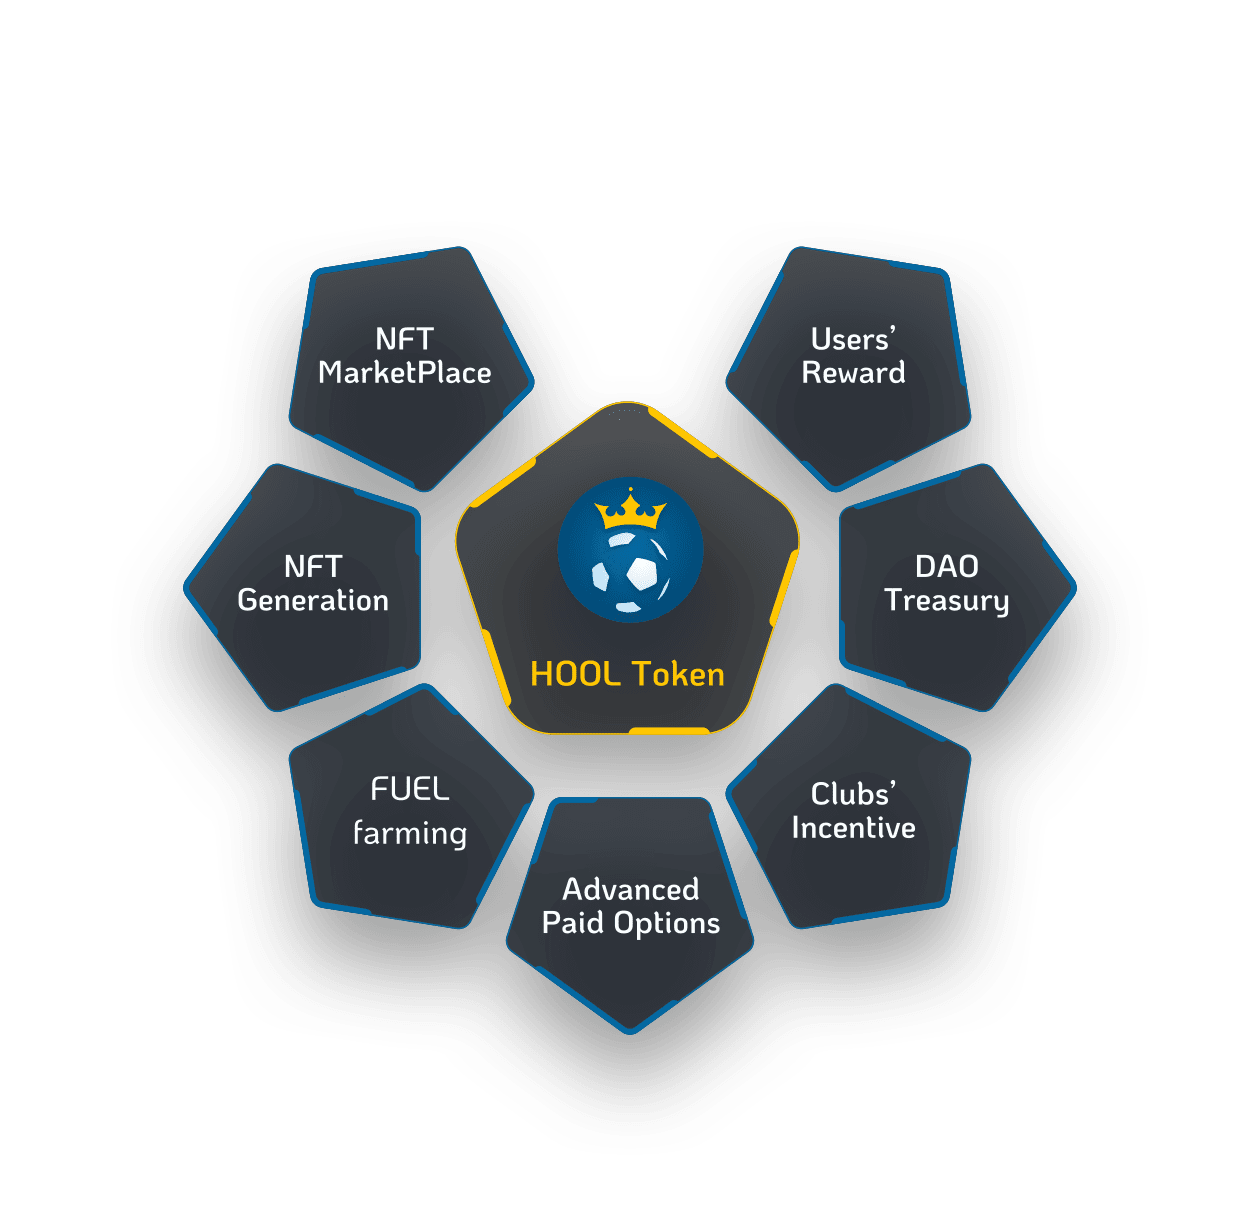 NFT
MarketPlace
Users’
Reward
NFT
Generation
HOOL Token
DAO
Treasury
FUEL
farming
Advanced
Paid Options
Clubs’
Incentive